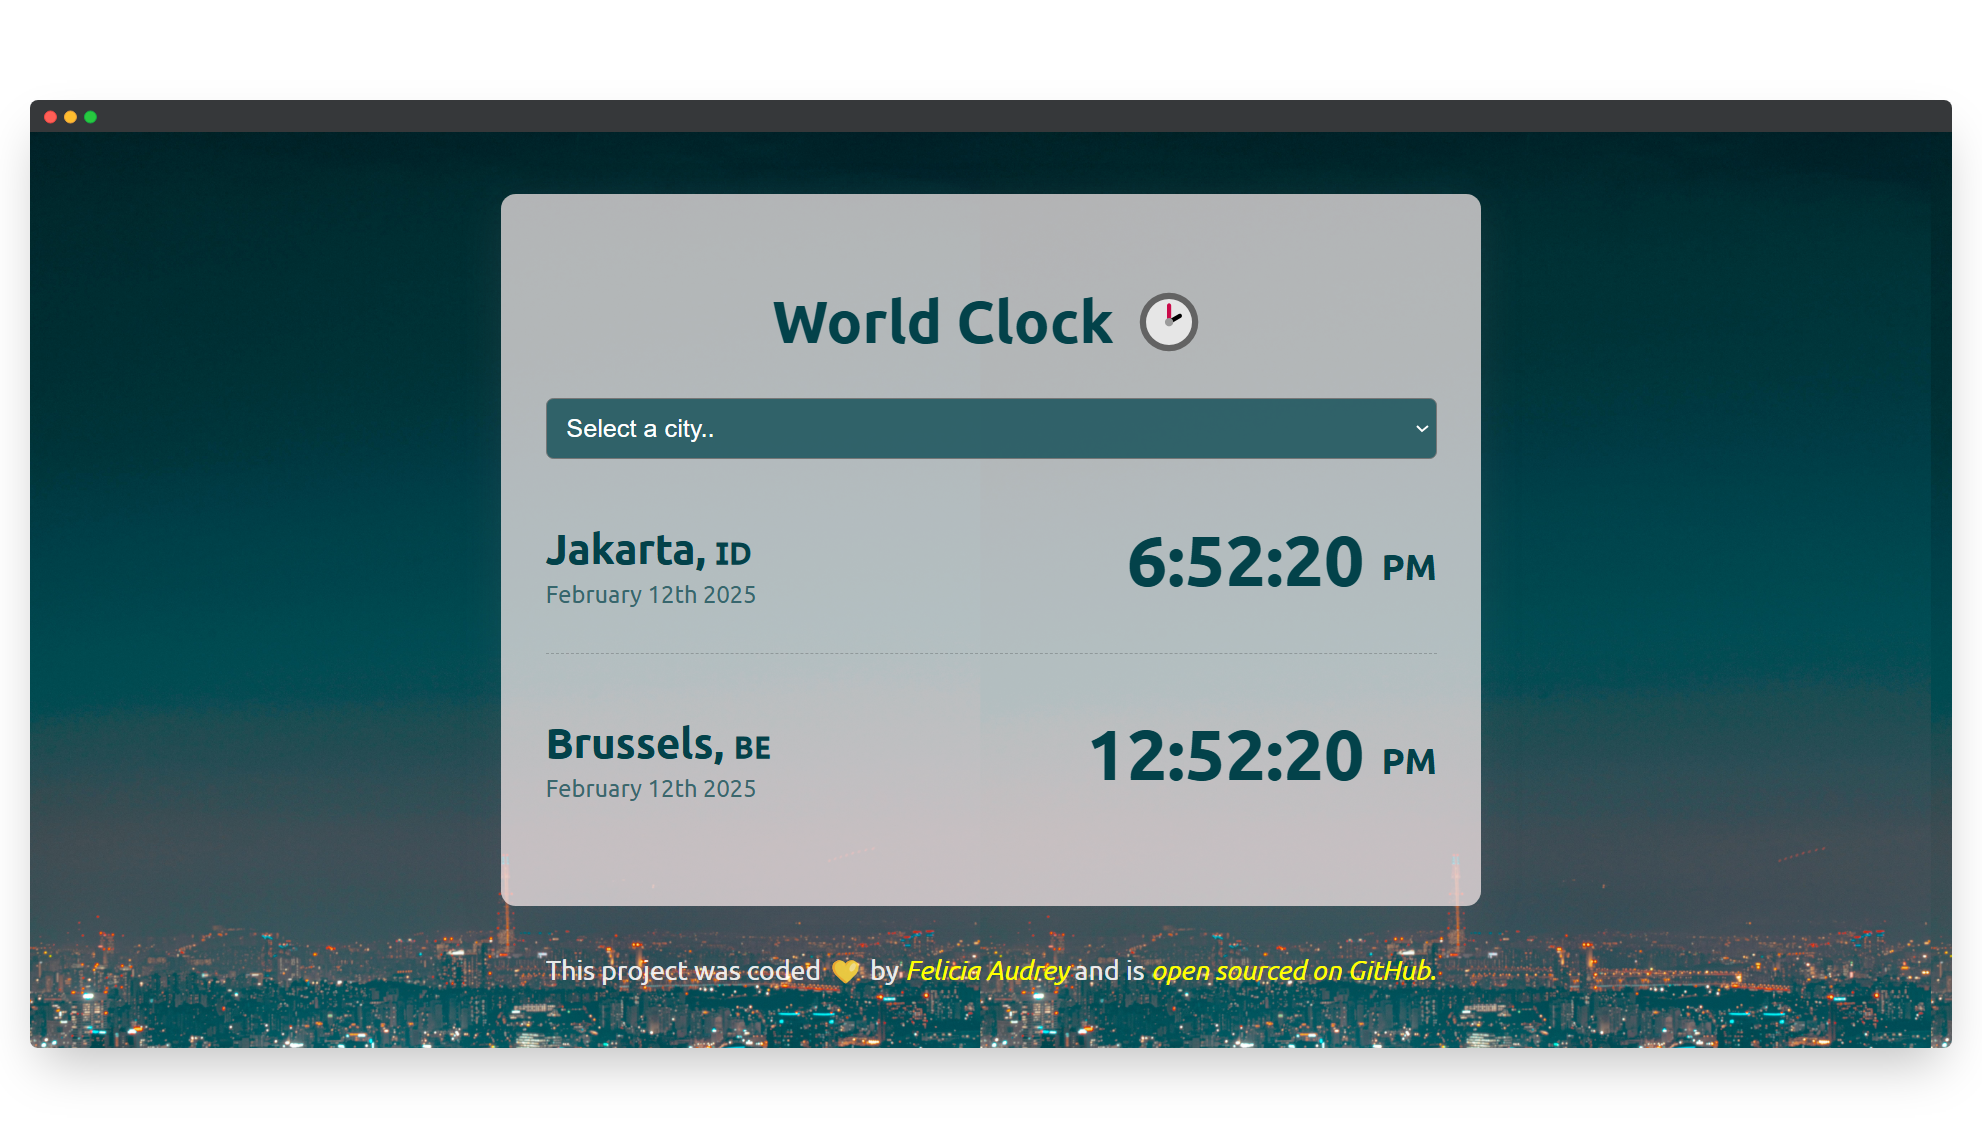 World Clock
Select a city..
Jakarta, ID
February 12th 2025
6:52:20 PM
Brussels, BE
February 12th 2025
12:52:20 PM
This project was coded 💛 by Felicia Audrey and is open sourced on GitHub.